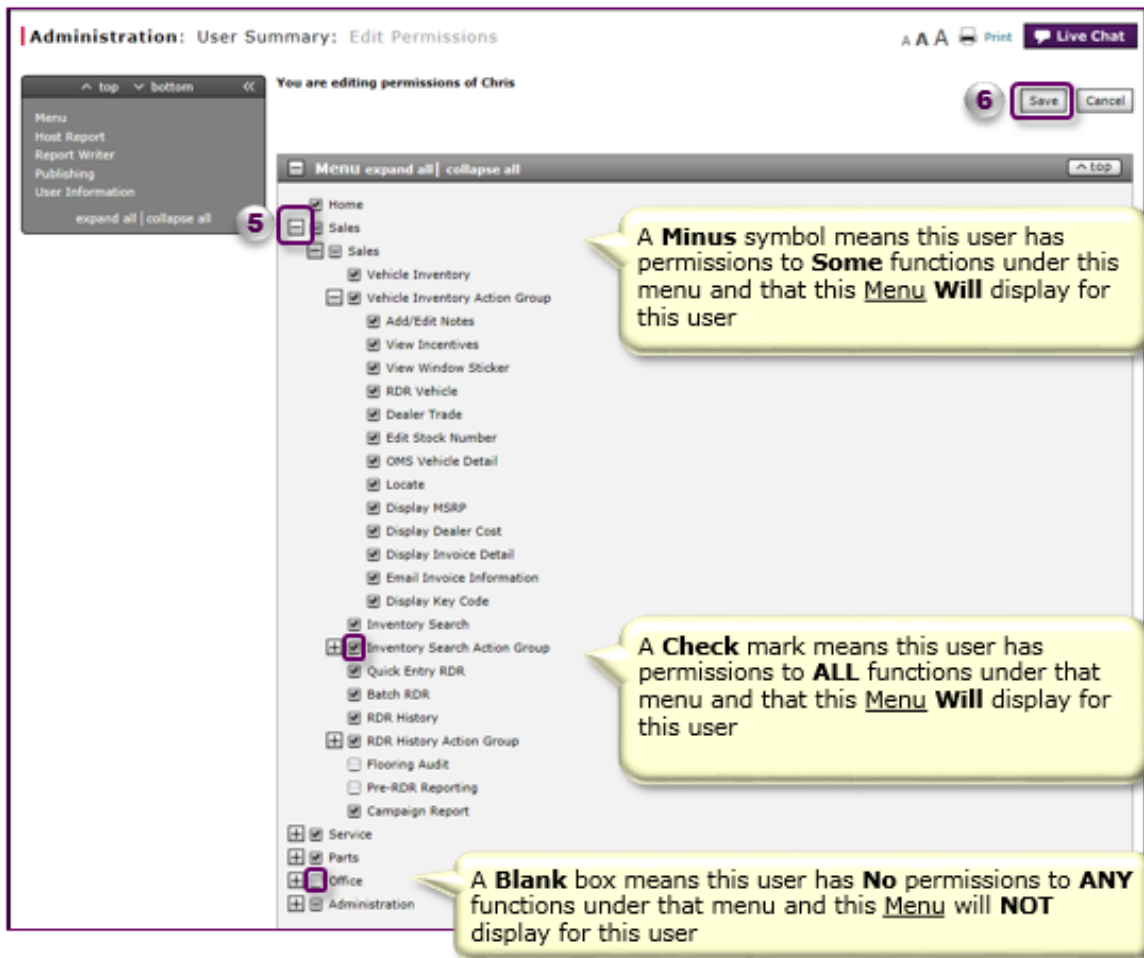 Administration: User Summary: Edit Permissions
A A A Print Live Chat
top bottom «
Menu
Host Report
Report Writer
Publishing
User Information
expand all | collapse all
You are editing permissions of Chris
6 Save Cancel
Menu expand all | collapse all
top
Home
5 Sales
Sales
Vehicle Inventory
Vehicle Inventory Action Group
Add/Edit Notes
View Incentives
View Window Sticker
RDR Vehicle
Dealer Trade
Edit Stock Number
OMS Vehicle Detail
Locate
Display MSRP
Display Dealer Cost
Display Invoice Detail
Email Invoice Information
Display Key Code
Inventory Search
Inventory Search Action Group
Quick Entry RDR
Batch RDR
RDR History
RDR History Action Group
Flooring Audit
Pre-RDR Reporting
Campaign Report
Service
Parts
Office
Administration
A Minus symbol means this user has
permissions to Some functions under this
menu and that this Menu Will display for
this user
A Check mark means this user has
permissions to ALL functions under that
menu and that this Menu Will display for
this user
A Blank box means this user has No permissions to ANY
functions under that menu and this Menu will NOT
display for this user